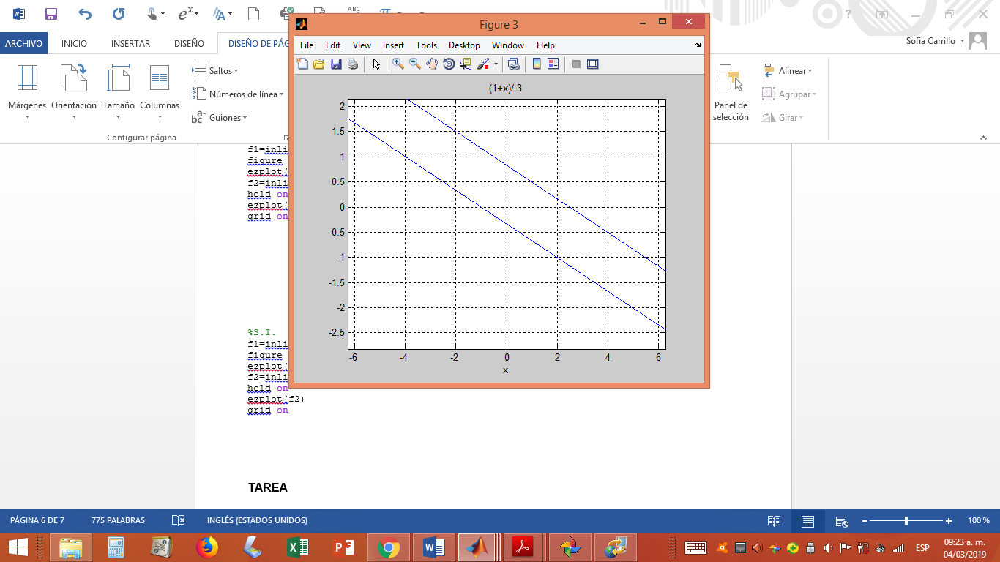 Figure 3
?
ARCHIVO INICIO INSERTAR DISEÑO DISEÑO DE PÁG
Sofia Carrillo
File Edit View Insert Tools Desktop Window Help
Márgenes Orientación Tamaño Columnas
Saltos
Números de línea
Guiones
Configurar página
Panel de selección
Alinear
Agrupar
Girar
(1+x)/-3
2
1.5
1
0.5
0
-0.5
-1
-1.5
-2
-2.5
-6 -4 -2 0 2 4 6
x
f1=inli
figure
ezplot(
f2=inli
hold on
ezplot(
grid on
%S.I.
f1=inli
figure
ezplot(
f2=inli
hold on
ezplot(f2)
grid on
TAREA
PÁGINA 6 DE 7 775 PALABRAS INGLÉS (ESTADOS UNIDOS) 100 %
ESP
09:23 a. m.
04/03/2019